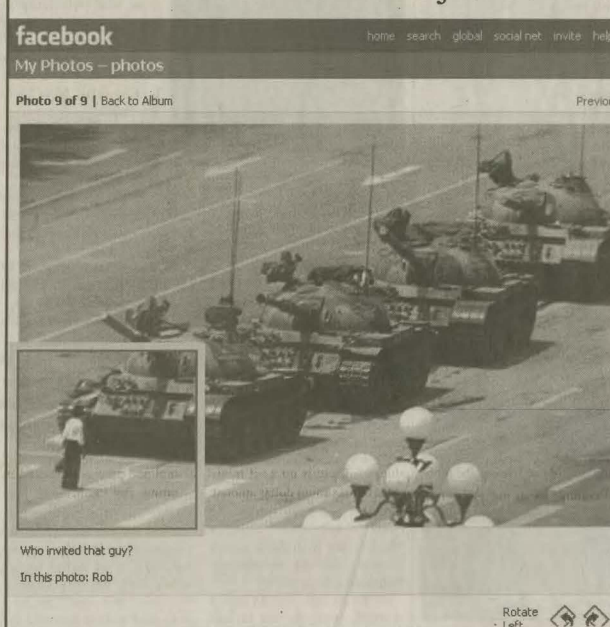 facebook
home search global social net invite help
My Photos – photos
Photo 9 of 9 | Back to Album
Who invited that guy?
In this photo: Rob
Rotate
Left